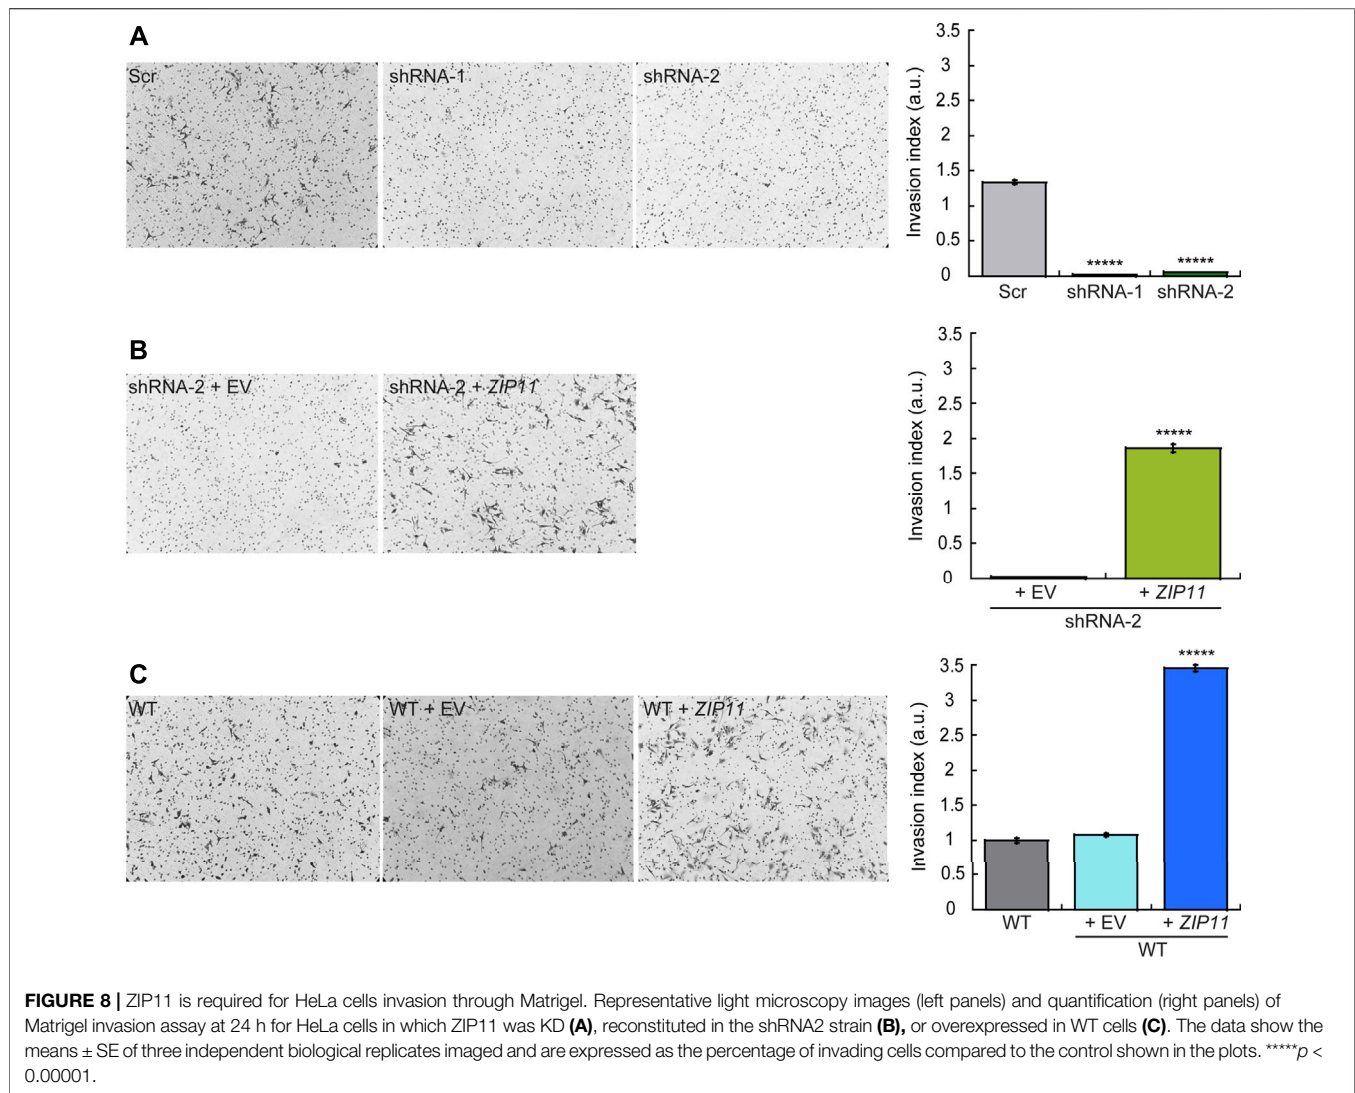 A
Scr
shRNA-1
shRNA-2
Invasion index (a.u.)
3.5
3
2.5
2
1.5
1
0.5
0
*****
*****
Scr
shRNA-1
shRNA-2
B
shRNA-2 + EV
shRNA-2 + ZIP11
Invasion index (a.u.)
3.5
3
2.5
2
1.5
1
0.5
0
*****
+ EV
+ ZIP11
shRNA-2
C
WT
WT + EV
WT + ZIP11
Invasion index (a.u.)
3.5
3
2.5
2
1.5
1
0.5
0
*****
WT
+ EV
+ ZIP11
WT
FIGURE 8 | ZIP11 is required for HeLa cells invasion through Matrigel. Representative light microscopy images (left panels) and quantification (right panels) of
Matrigel invasion assay at 24 h for HeLa cells in which ZIP11 was KD (A), reconstituted in the shRNA2 strain (B), or overexpressed in WT cells (C). The data show the
means ± SE of three independent biological replicates imaged and are expressed as the percentage of invading cells compared to the control shown in the plots. *****p <
0.00001.